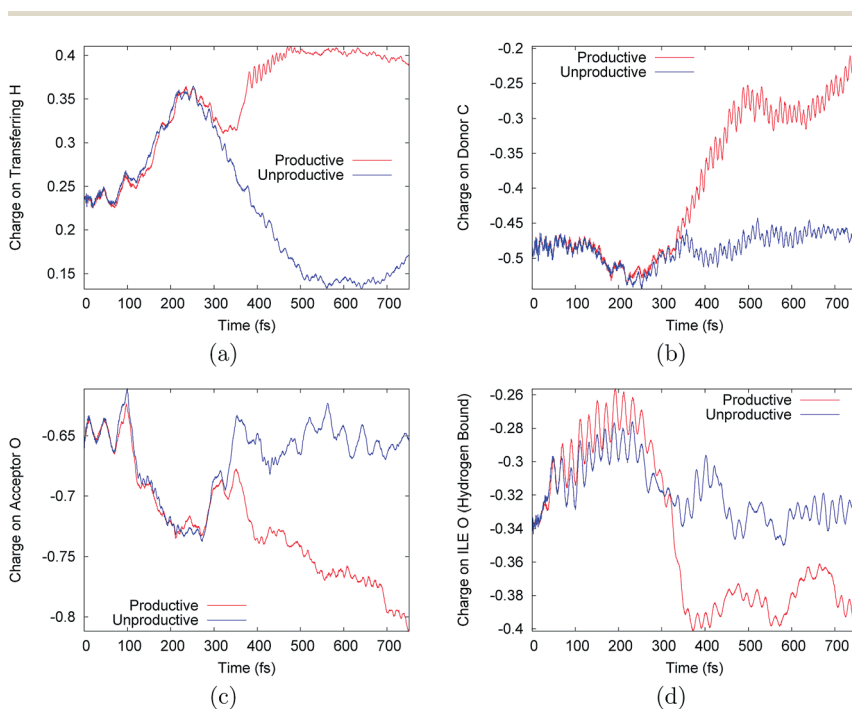 Charge on Transferring H
0.4
0.35
0.3
0.25
0.2
0.15
Productive
Unproductive
0 100 200 300 400 500 600 700
Time (fs)
(a)
Charge on Donor C
-0.2
-0.25
-0.3
-0.35
-0.4
-0.45
-0.5
Productive
Unproductive
0 100 200 300 400 500 600 700
Time (fs)
(b)
Charge on Acceptor O
-0.65
-0.7
-0.75
-0.8
Productive
Unproductive
0 100 200 300 400 500 600 700
Time (fs)
(c)
Charge on ILE O (Hydrogen Bound)
-0.26
-0.28
-0.3
-0.32
-0.34
-0.36
-0.38
-0.4
Productive
Unproductive
0 100 200 300 400 500 600 700
Time (fs)
(d)